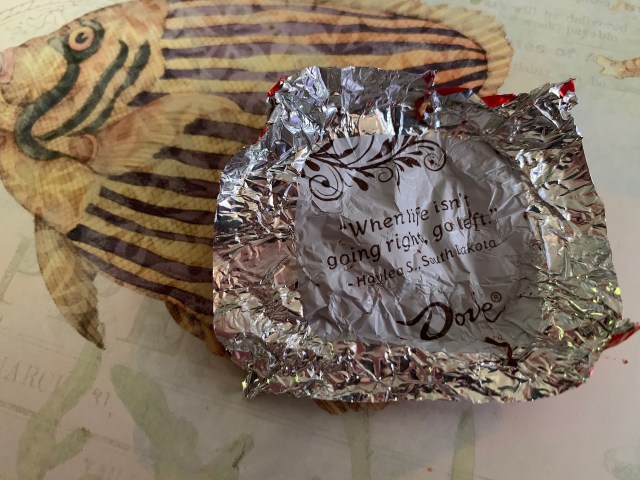 "When life isn't
going right, go left."
- Haylea S., South Dakota
Dove®